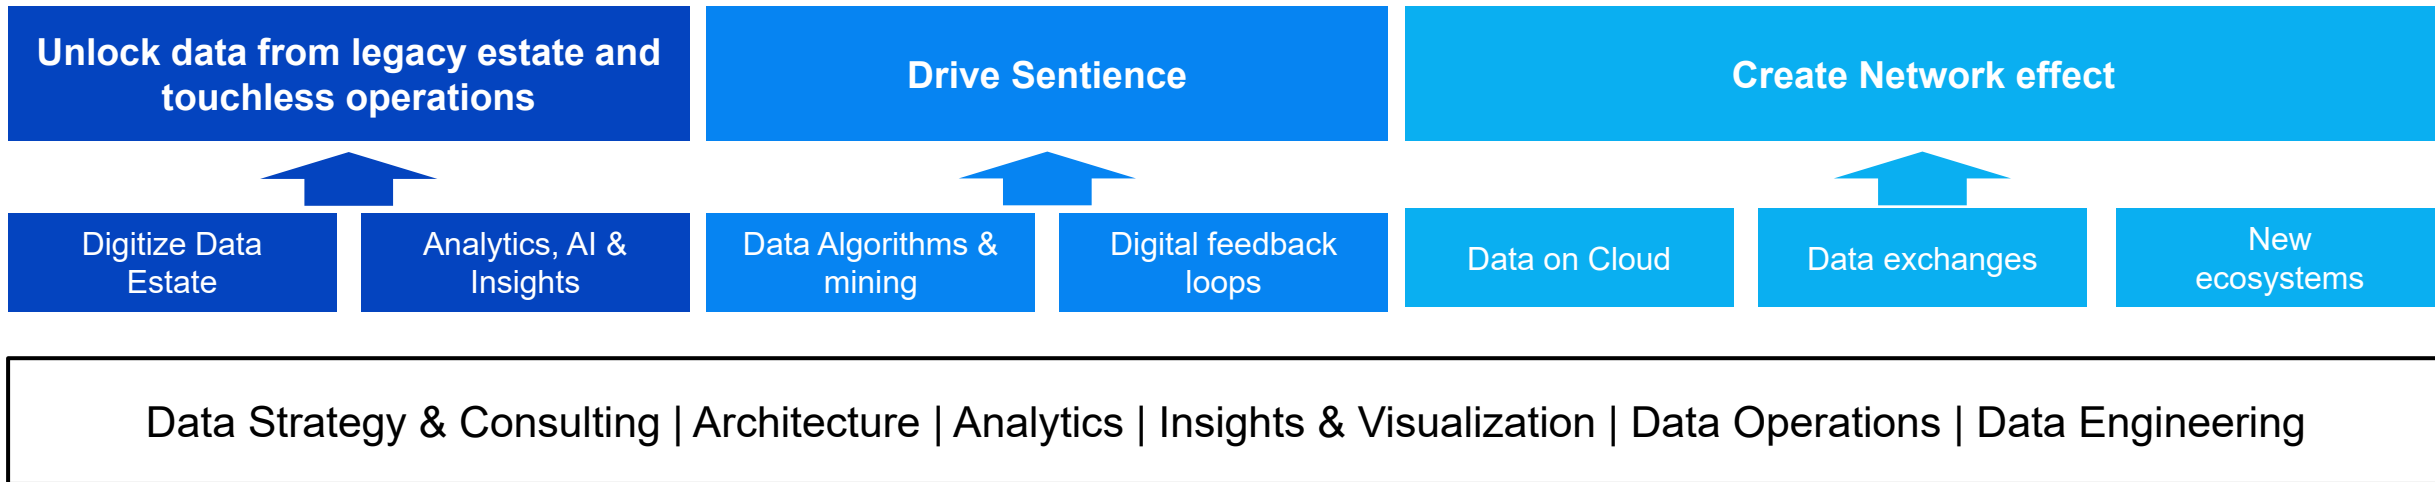 Unlock data from legacy estate and
touchless operations
Drive Sentience
Create Network effect
Digitize Data
Estate
Analytics, AI &
Insights
Data Algorithms &
mining
Digital feedback
loops
Data on Cloud
Data exchanges
New
ecosystems
Data Strategy & Consulting | Architecture | Analytics | Insights & Visualization | Data Operations | Data Engineering